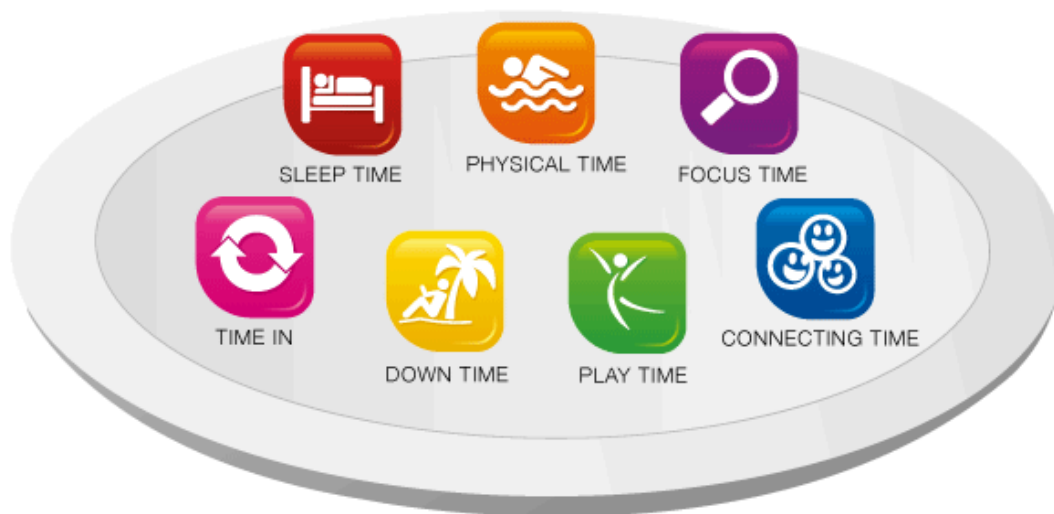 SLEEP TIME
PHYSICAL TIME
FOCUS TIME
TIME IN
DOWN TIME
PLAY TIME
CONNECTING TIME